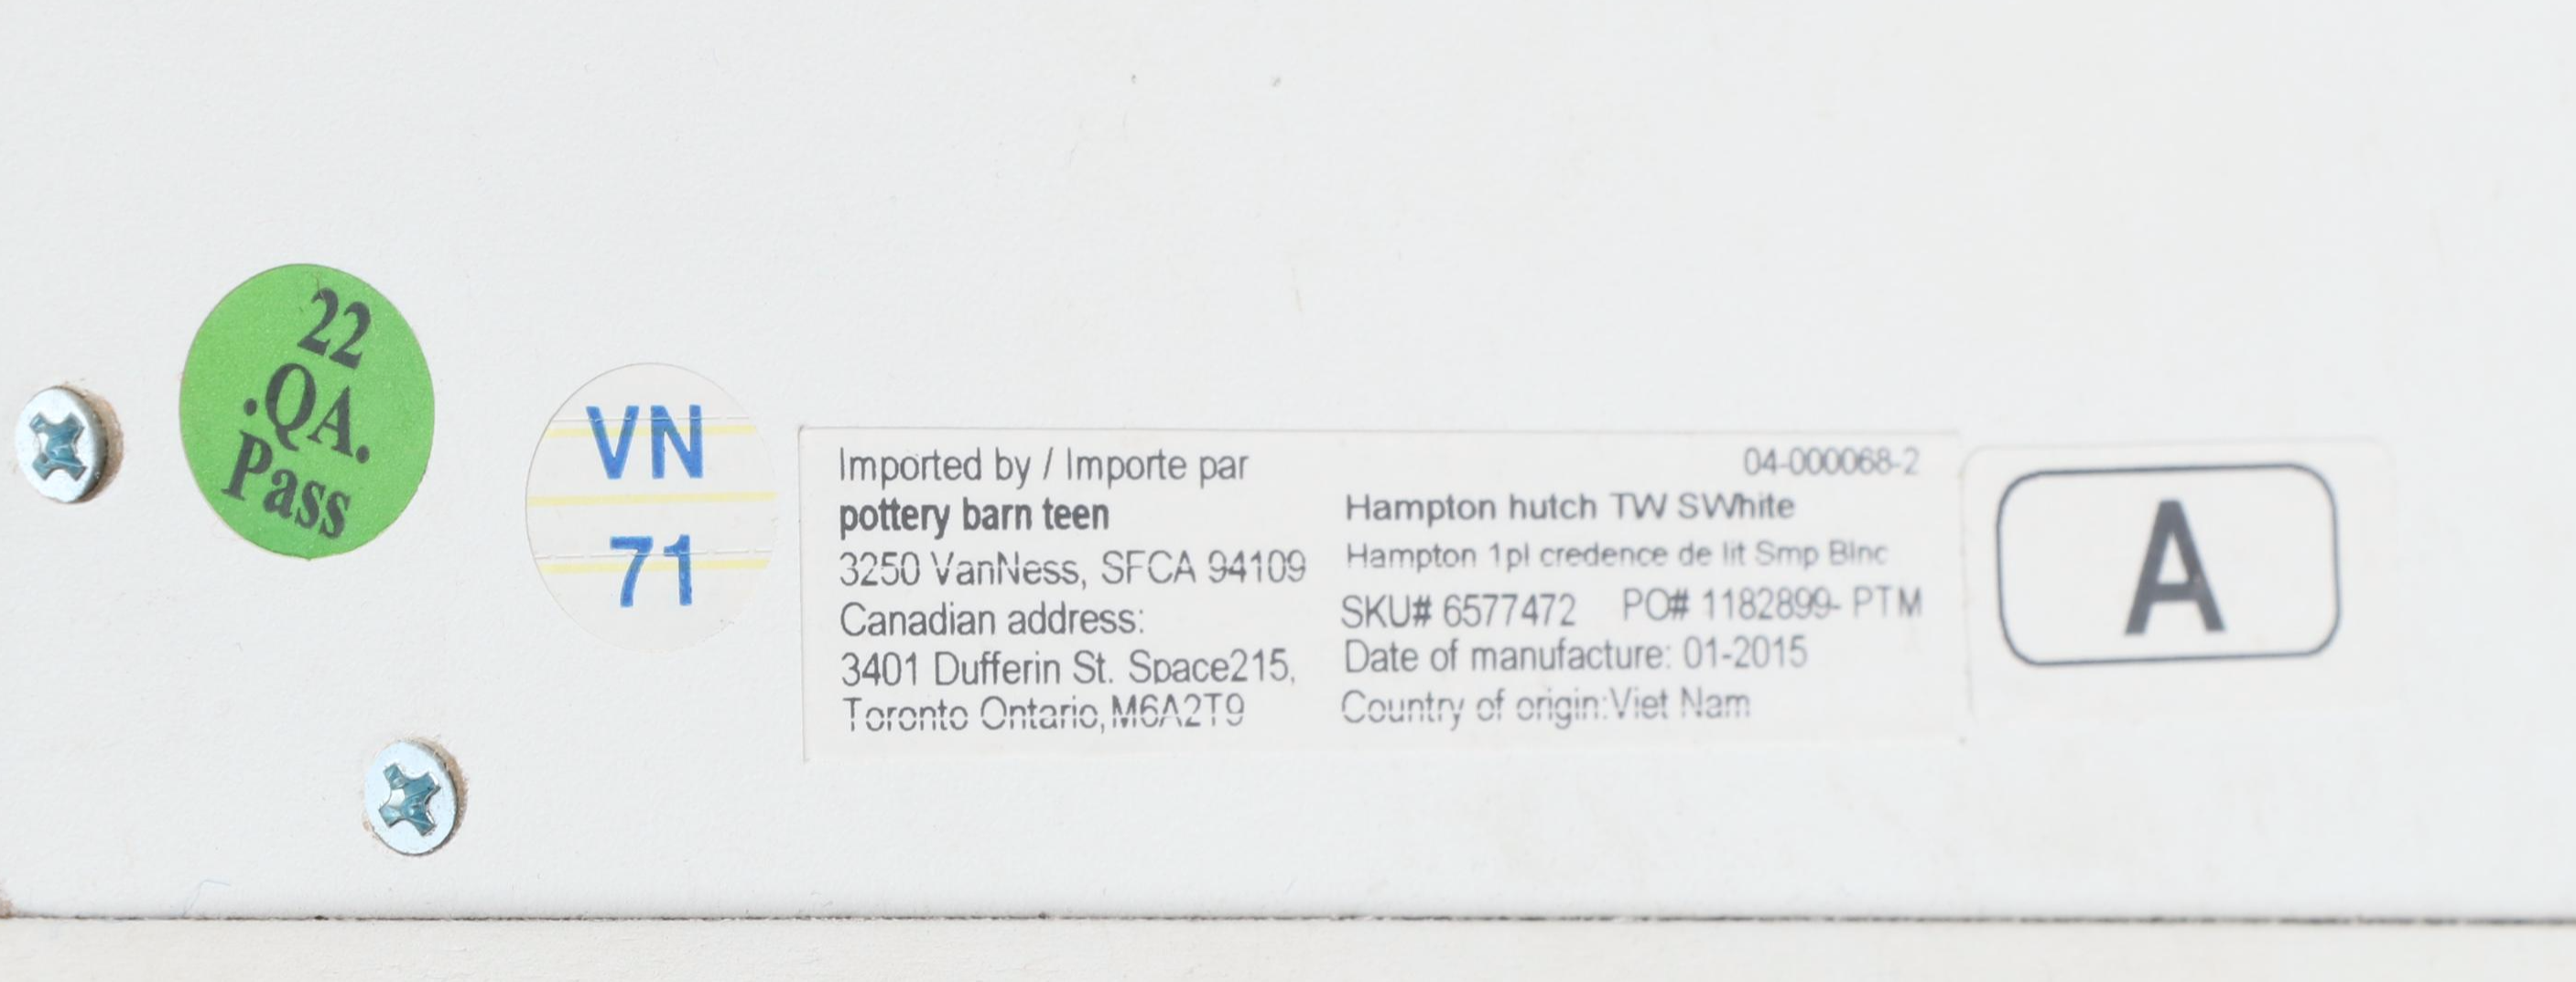 22
.QA.
Pass
VN
71
Imported by / Importe par
pottery barn teen
3250 VanNess, SFCA 94109
Canadian address:
3401 Dufferin St. Space215,
Toronto Ontario, M6A2T9
04-000068-2
Hampton hutch TW SWhite
Hampton 1pl credence de lit Smp Blnc
SKU# 6577472 PO# 1182899- PTM
Date of manufacture: 01-2015
Country of origin:Viet Nam
A